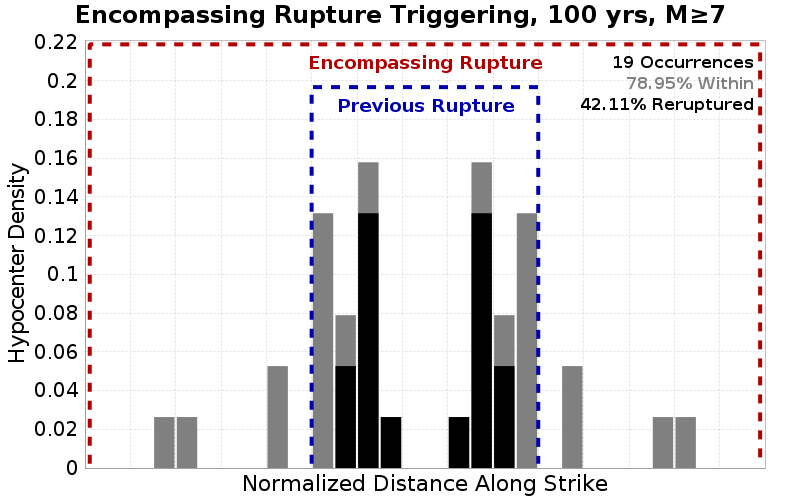 Encompassing Rupture Triggering, 100 yrs, M≥7
Encompassing Rupture
Previous Rupture
19 Occurrences
78.95% Within
42.11% Reruptured
Hypocenter Density
0.22
0.2
0.18
0.16
0.14
0.12
0.1
0.08
0.06
0.04
0.02
0
Normalized Distance Along Strike